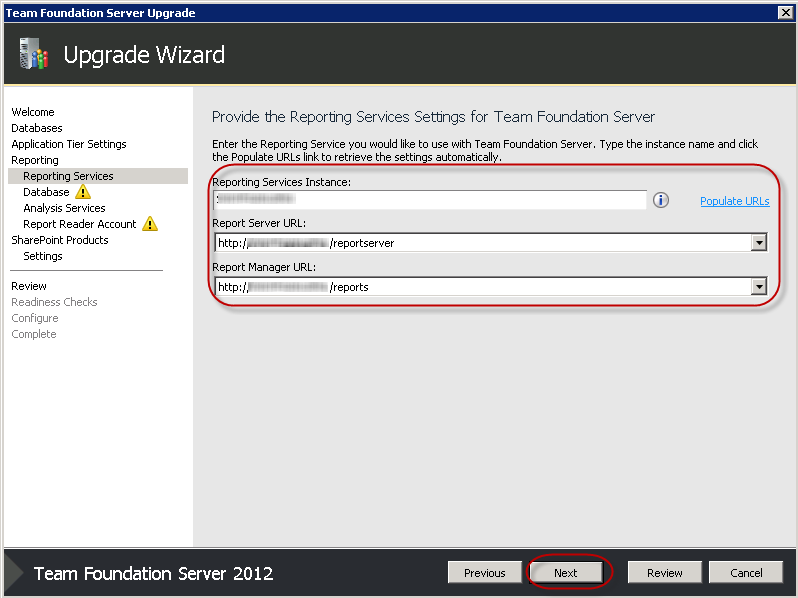 Team Foundation Server Upgrade
Upgrade Wizard
Welcome
Databases
Application Tier Settings
Reporting
Reporting Services
Database
Analysis Services
Report Reader Account
SharePoint Products
Settings
Review
Readiness Checks
Configure
Complete
Provide the Reporting Services Settings for Team Foundation Server
Enter the Reporting Service you would like to use with Team Foundation Server. Type the instance name and click
the Populate URLs link to retrieve the settings automatically.
Reporting Services Instance:
Populate URLs
Report Server URL:
http:/ /reportserver
Report Manager URL:
http:/ /reports
Team Foundation Server 2012
Previous
Next
Review
Cancel